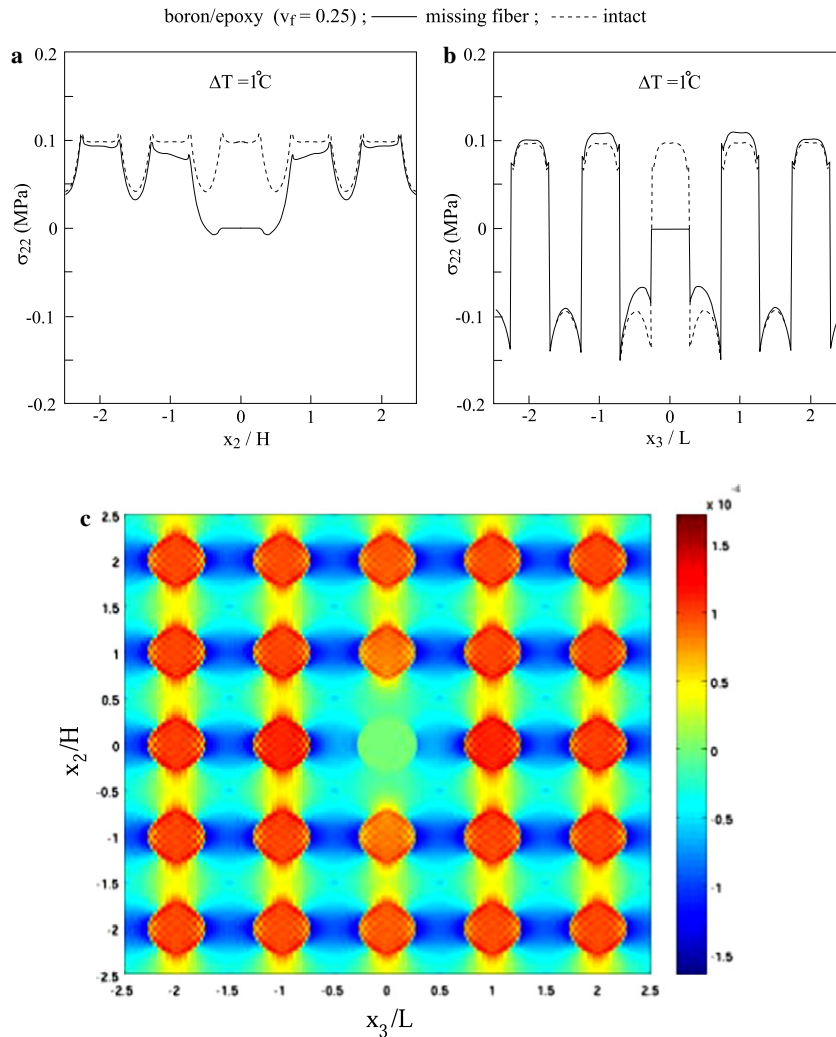 boron/epoxy (vf = 0.25) ; missing fiber ; intact
a
ΔT = 1°C
0.2
0.1
0
-0.1
-0.2
σ22 (MPa)
-2 -1 0 1 2
x2 / H
b
ΔT = 1°C
0.2
0.1
0
-0.1
-0.2
σ22 (MPa)
-2 -1 0 1 2
x3 / L
c
2.5
2
1.5
1
0.5
0
-0.5
-1
-1.5
-2
-2.5
x2/H
-2.5 -2 -1.5 -1 -0.5 0 0.5 1 1.5 2 2.5
x3/L
x 10-4
1.5
1
0.5
0
-0.5
-1
-1.5